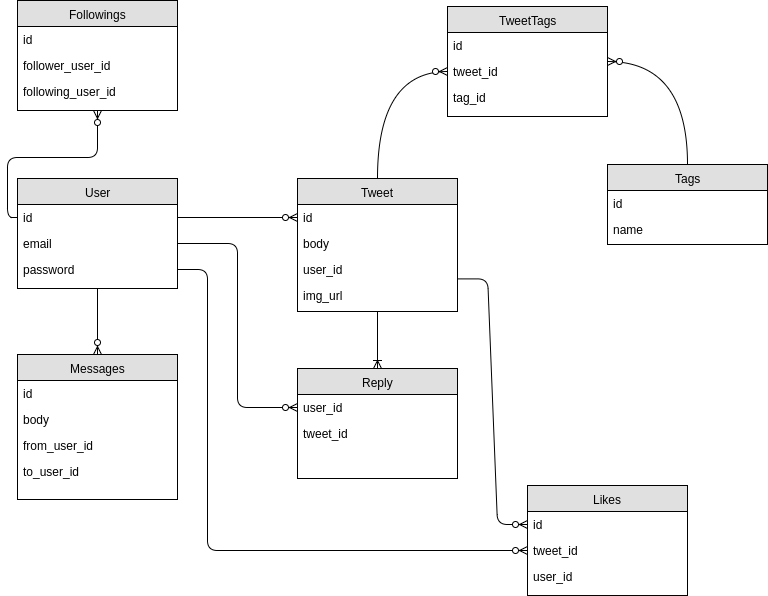 Followings
id
follower_user_id
following_user_id
TweetTags
id
tweet_id
tag_id
User
id
email
password
Tweet
id
body
user_id
img_url
Tags
id
name
Messages
id
body
from_user_id
to_user_id
Reply
user_id
tweet_id
Likes
id
tweet_id
user_id